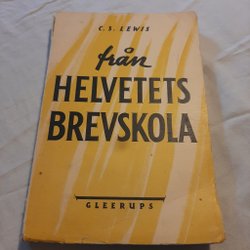 C. S. LEWIS
från
HELVETETS
BREVSKOLA
GLEERUPS